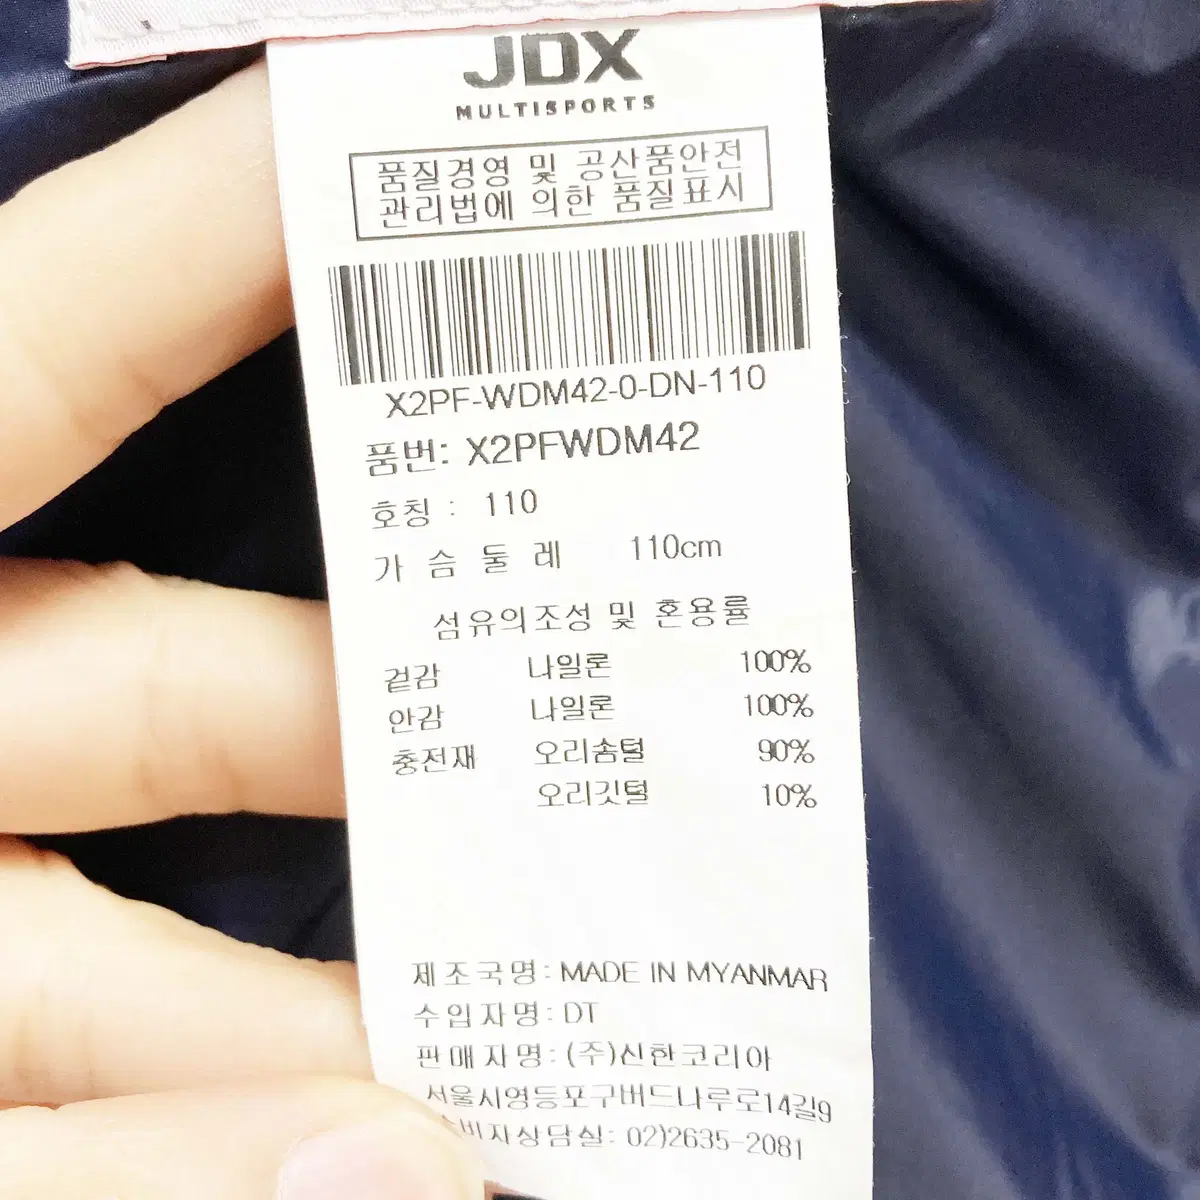 JDX
MULTISPORTS
품질경영 및 공산품안전
관리법에 의한 품질표시
X2PF-WDM42-0-DN-110
품번: X2PFWDM42
호칭 : 110
가 슴 둘 레 110cm
섬유의조성 및 혼용률
겉감 나일론 100%
안감 나일론 100%
충전재 오리솜털 90%
오리깃털 10%
제조국명: MADE IN MYANMAR
수입자명: DT
판매자명: (주)신한코리아
서울시영등포구버드나루로14길9
소비자상담실: 02)2635-2081